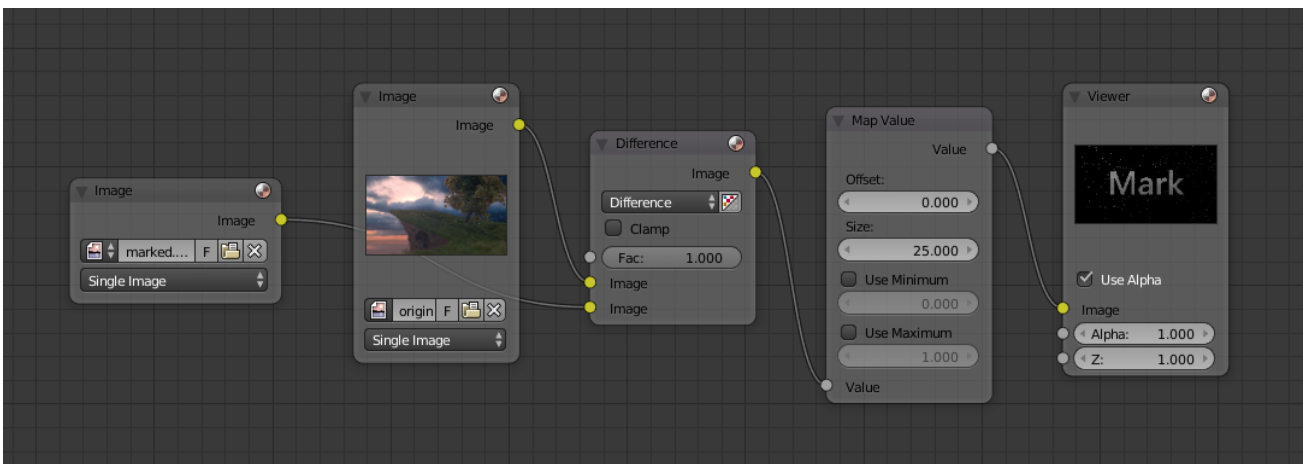 Image
Image
marked.... F
Single Image
Image
Image
origin F
Single Image
Difference
Image
Difference
Clamp
Fac: 1.000
Image
Image
Map Value
Value
Offset:
0.000
Size:
25.000
Use Minimum
0.000
Use Maximum
1.000
Value
Viewer
Mark
Use Alpha
Image
Alpha: 1.000
Z: 1.000